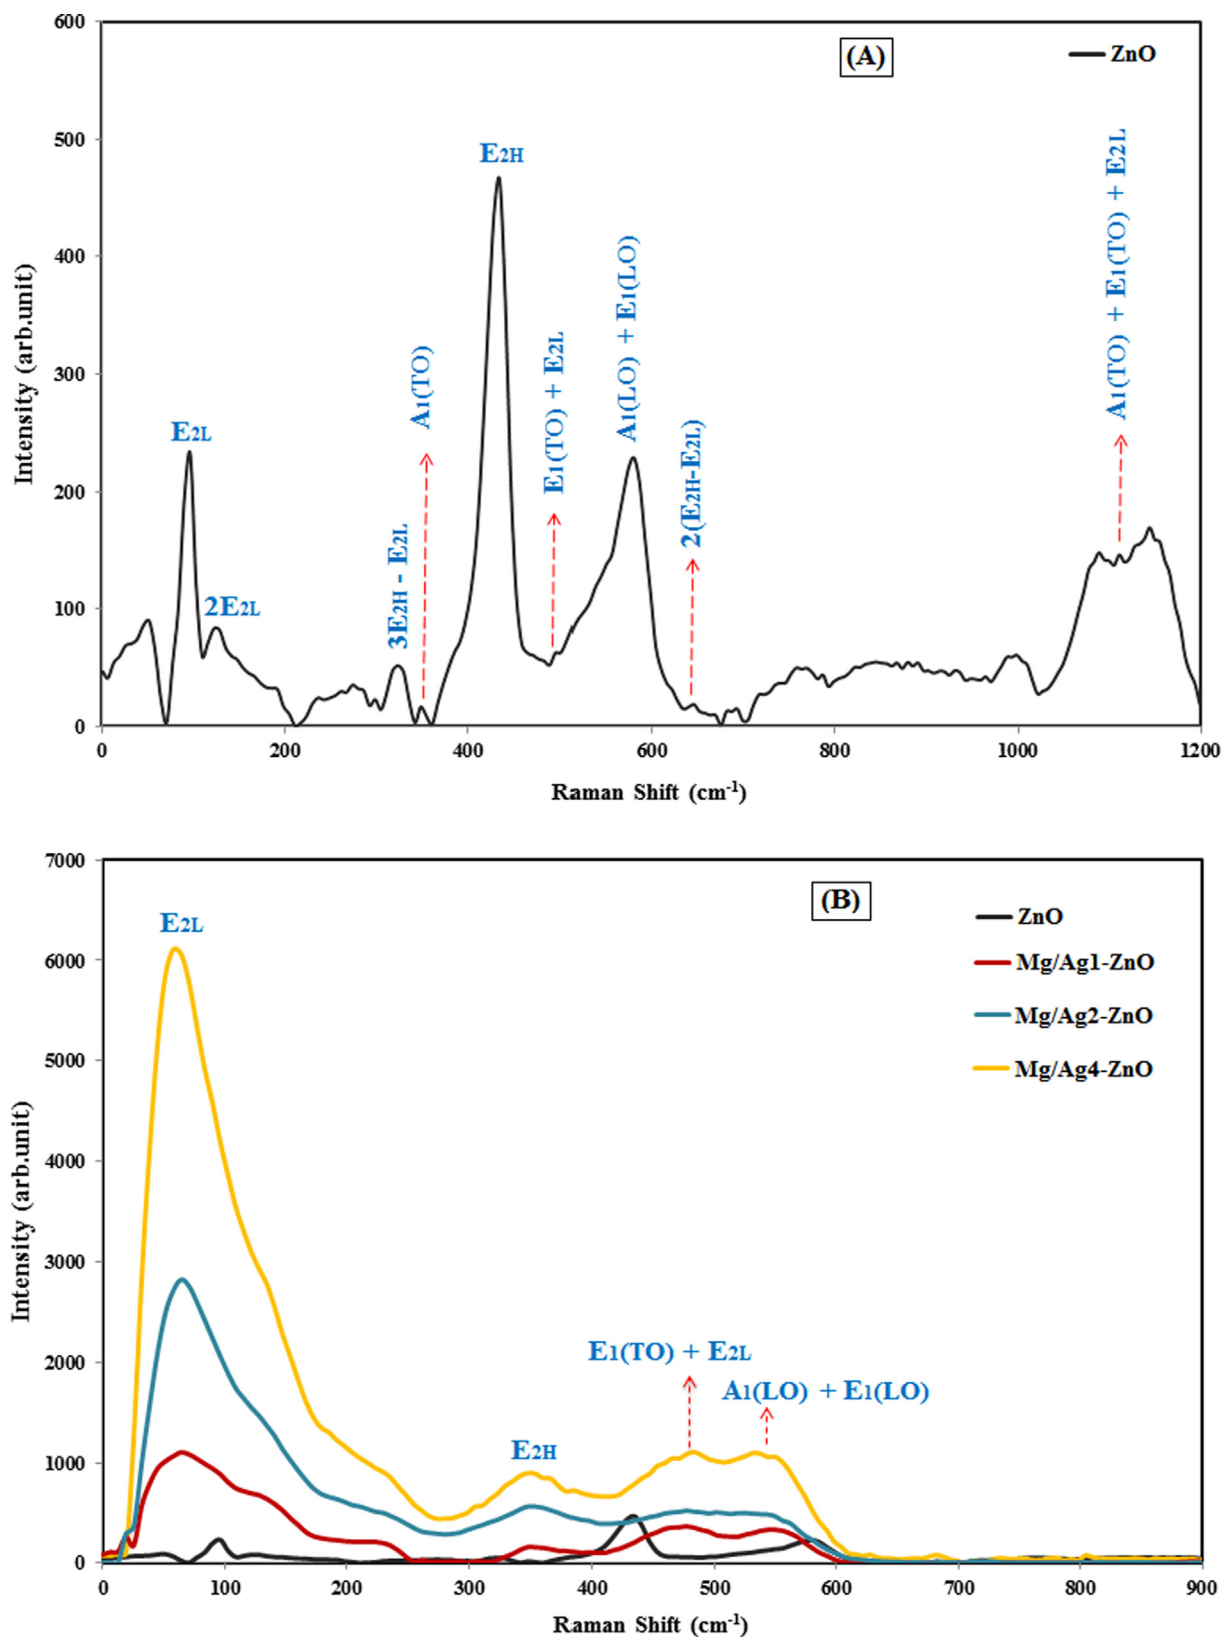 600
(A)
ZnO
500
E2H
A1(TO) + E1(TO) + E2L
400
A1(LO) + E1(LO)
Intensity (arb.unit)
300
A1(TO)
E1(TO) + E2L
E2L
2(E2H-E2L)
200
3E2H - E2L
2E2L
100
0
0 200 400 600 800 1000 1200
Raman Shift (cm-1)
7000
(B)
ZnO
E2L
6000
Mg/Ag1-ZnO
Mg/Ag2-ZnO
5000
Mg/Ag4-ZnO
4000
Intensity (arb.unit)
3000
2000
E1(TO) + E2L
A1(LO) + E1(LO)
1000
E2H
0
0 100 200 300 400 500 600 700 800 900
Raman Shift (cm-1)